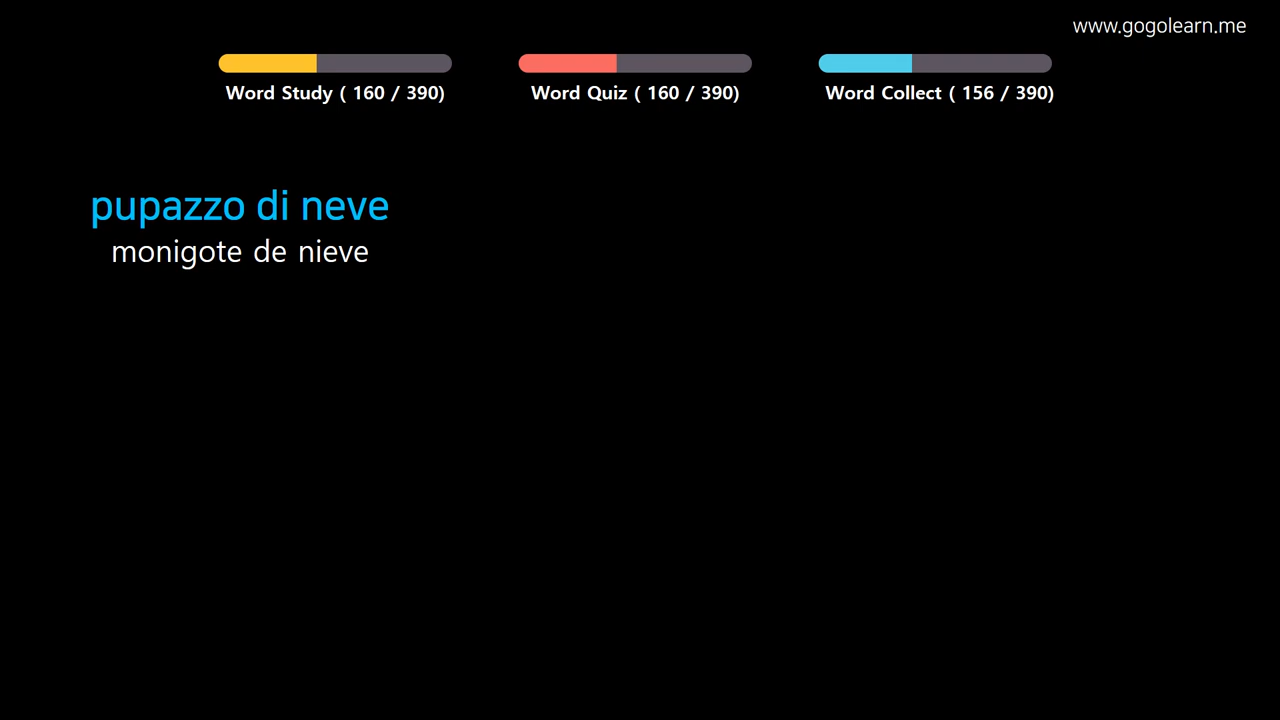 www.gogolearn.me
Word Study ( 160 / 390)
Word Quiz ( 160 / 390)
Word Collect ( 156 / 390)
pupazzo di neve
monigote de nieve